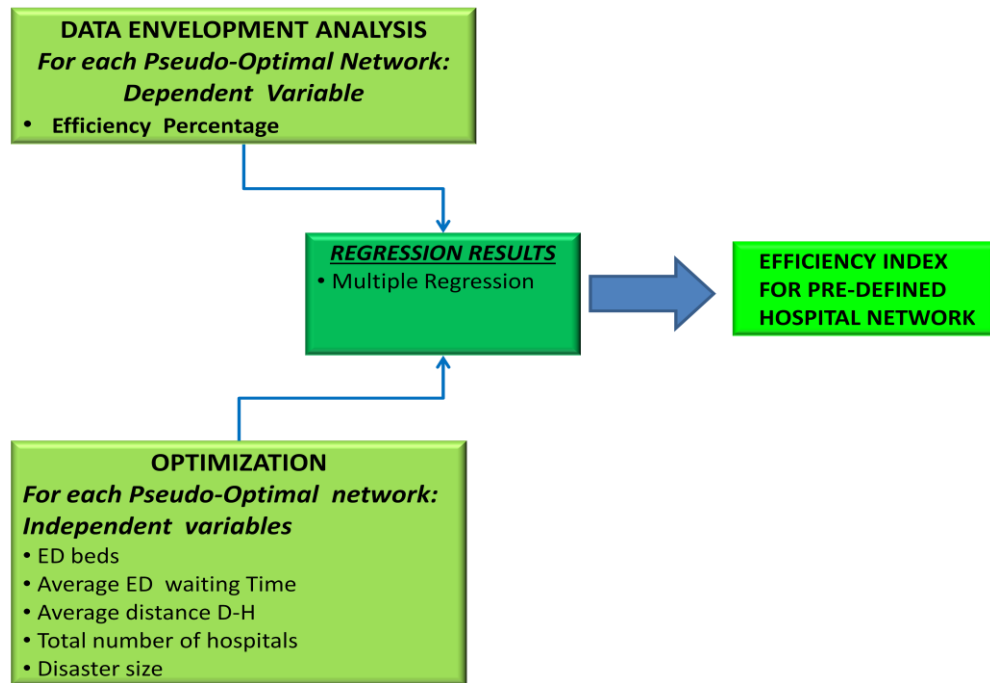 DATA ENVELOPMENT ANALYSIS
For each Pseudo-Optimal Network:
Dependent Variable
• Efficiency Percentage
REGRESSION RESULTS
• Multiple Regression
EFFICIENCY INDEX
FOR PRE-DEFINED
HOSPITAL NETWORK
OPTIMIZATION
For each Pseudo-Optimal network:
Independent variables
• ED beds
• Average ED waiting Time
• Average distance D-H
• Total number of hospitals
• Disaster size